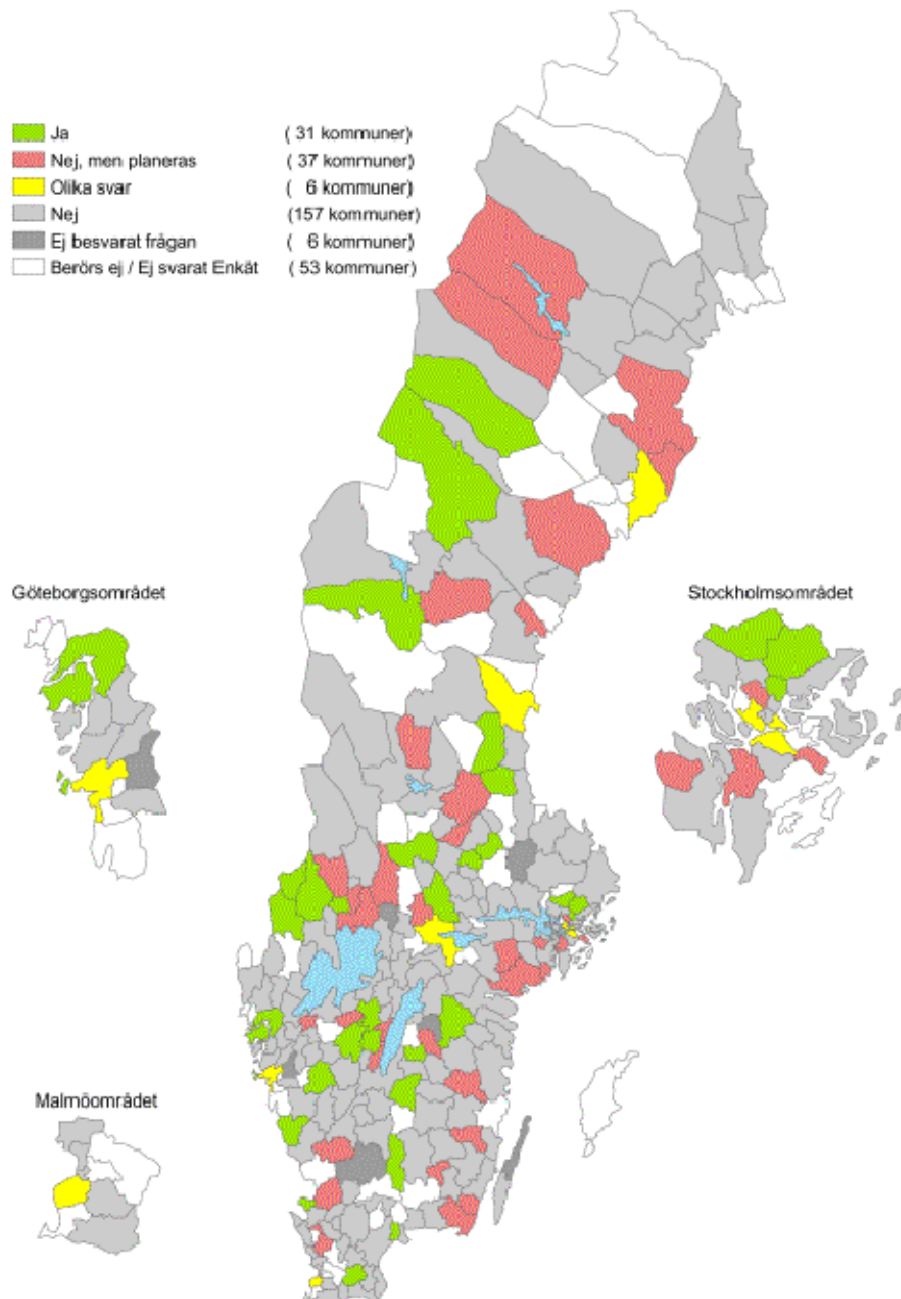 Ja (31 kommuner)
Nej, men planeras (37 kommuner)
Olika svar (6 kommuner)
Nej (157 kommuner)
Ej besvarat frågan (6 kommuner)
Berörs ej / Ej svarat Enkät (53 kommuner)
Göteborgsområdet
Stockholmsområdet
Malmöområdet